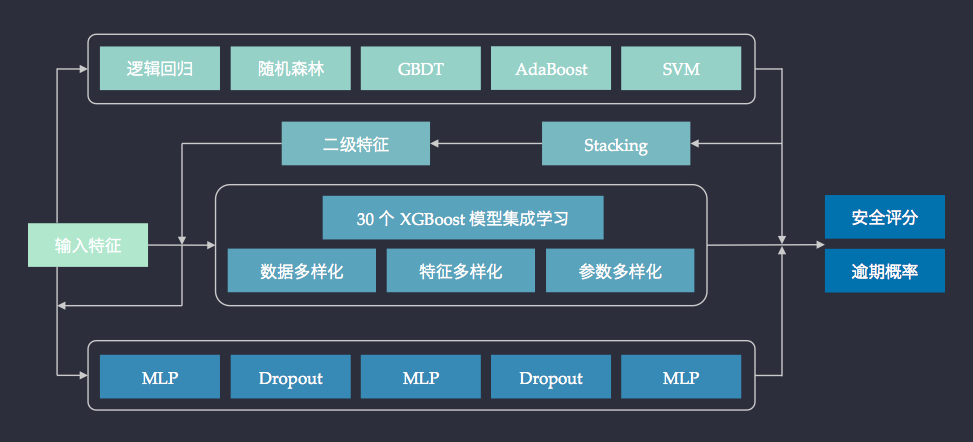 逻辑回归
随机森林
GBDT
AdaBoost
SVM
二级特征
Stacking
输入特征
30 个 XGBoost 模型集成学习
数据多样化
特征多样化
参数多样化
安全评分
逾期概率
MLP
Dropout
MLP
Dropout
MLP